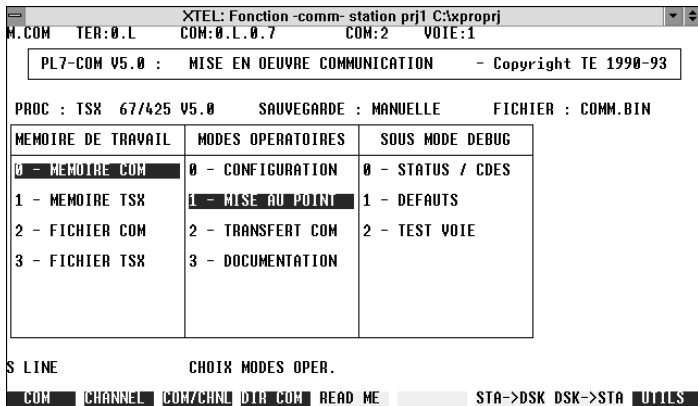 XTEL: Fonction -comm- station prj1 C:\xproprj
M.COM TER:0.L COM:0.L.0.7 COM:2 VOIE:1
PL7-COM V5.0 : MISE EN OEUVRE COMMUNICATION - Copyright TE 1990-93
PROC : TSX 67/425 V5.0 SAUVEGARDE : MANUELLE FICHIER : COMM.BIN
MEMOIRE DE TRAVAIL MODES OPERATOIRES SOUS MODE DEBUG
0 - MEMOIRE COM 0 - CONFIGURATION 0 - STATUS / CDES
1 - MEMOIRE TSX 1 - MISE AU POINT 1 - DEFAUTS
2 - FICHIER COM 2 - TRANSFERT COM 2 - TEST VOIE
3 - FICHIER TSX 3 - DOCUMENTATION
S LINE CHOIX MODES OPER.
COM CHANNEL COM/CHNL DIR COM READ ME STA->DSK DSK->STA UTILS